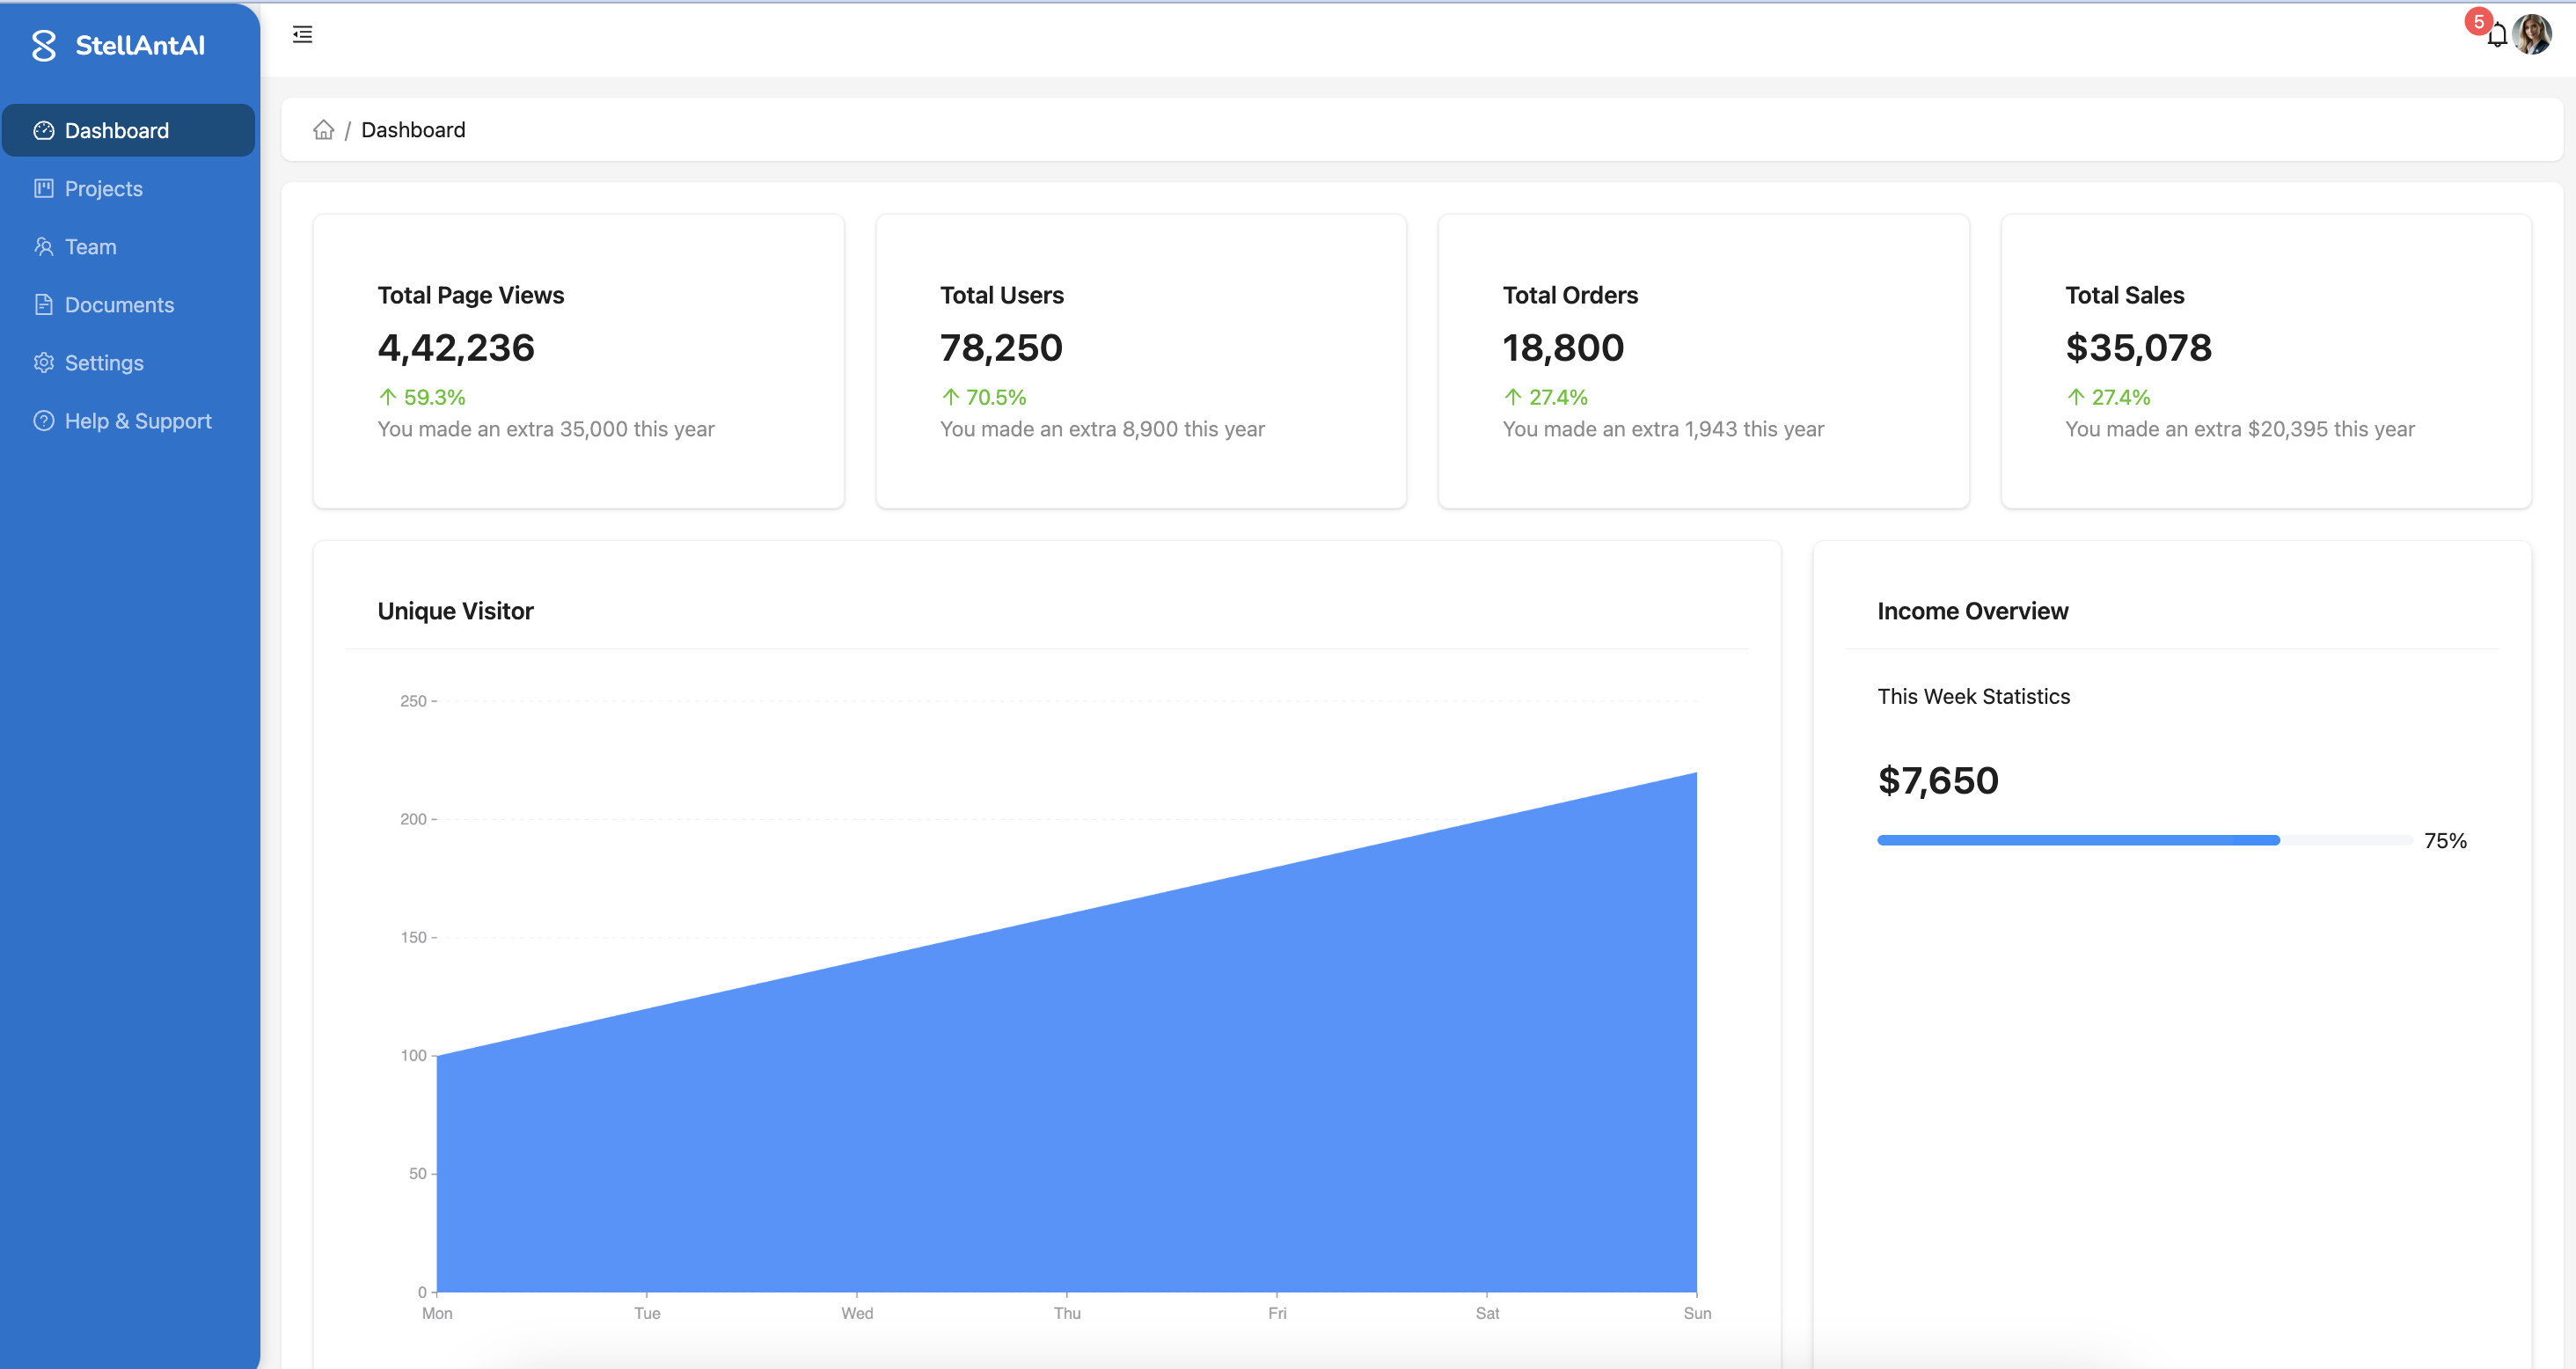 StellAntAI
5
Dashboard
Projects
Team
Documents
Settings
Help & Support
/ Dashboard
Total Page Views
4,42,236
59.3%
You made an extra 35,000 this year
Total Users
78,250
70.5%
You made an extra 8,900 this year
Total Orders
18,800
27.4%
You made an extra 1,943 this year
Total Sales
$35,078
27.4%
You made an extra $20,395 this year
Unique Visitor
250
200
150
100
50
0
Mon Tue Wed Thu Fri Sat Sun
Income Overview
This Week Statistics
$7,650
75%